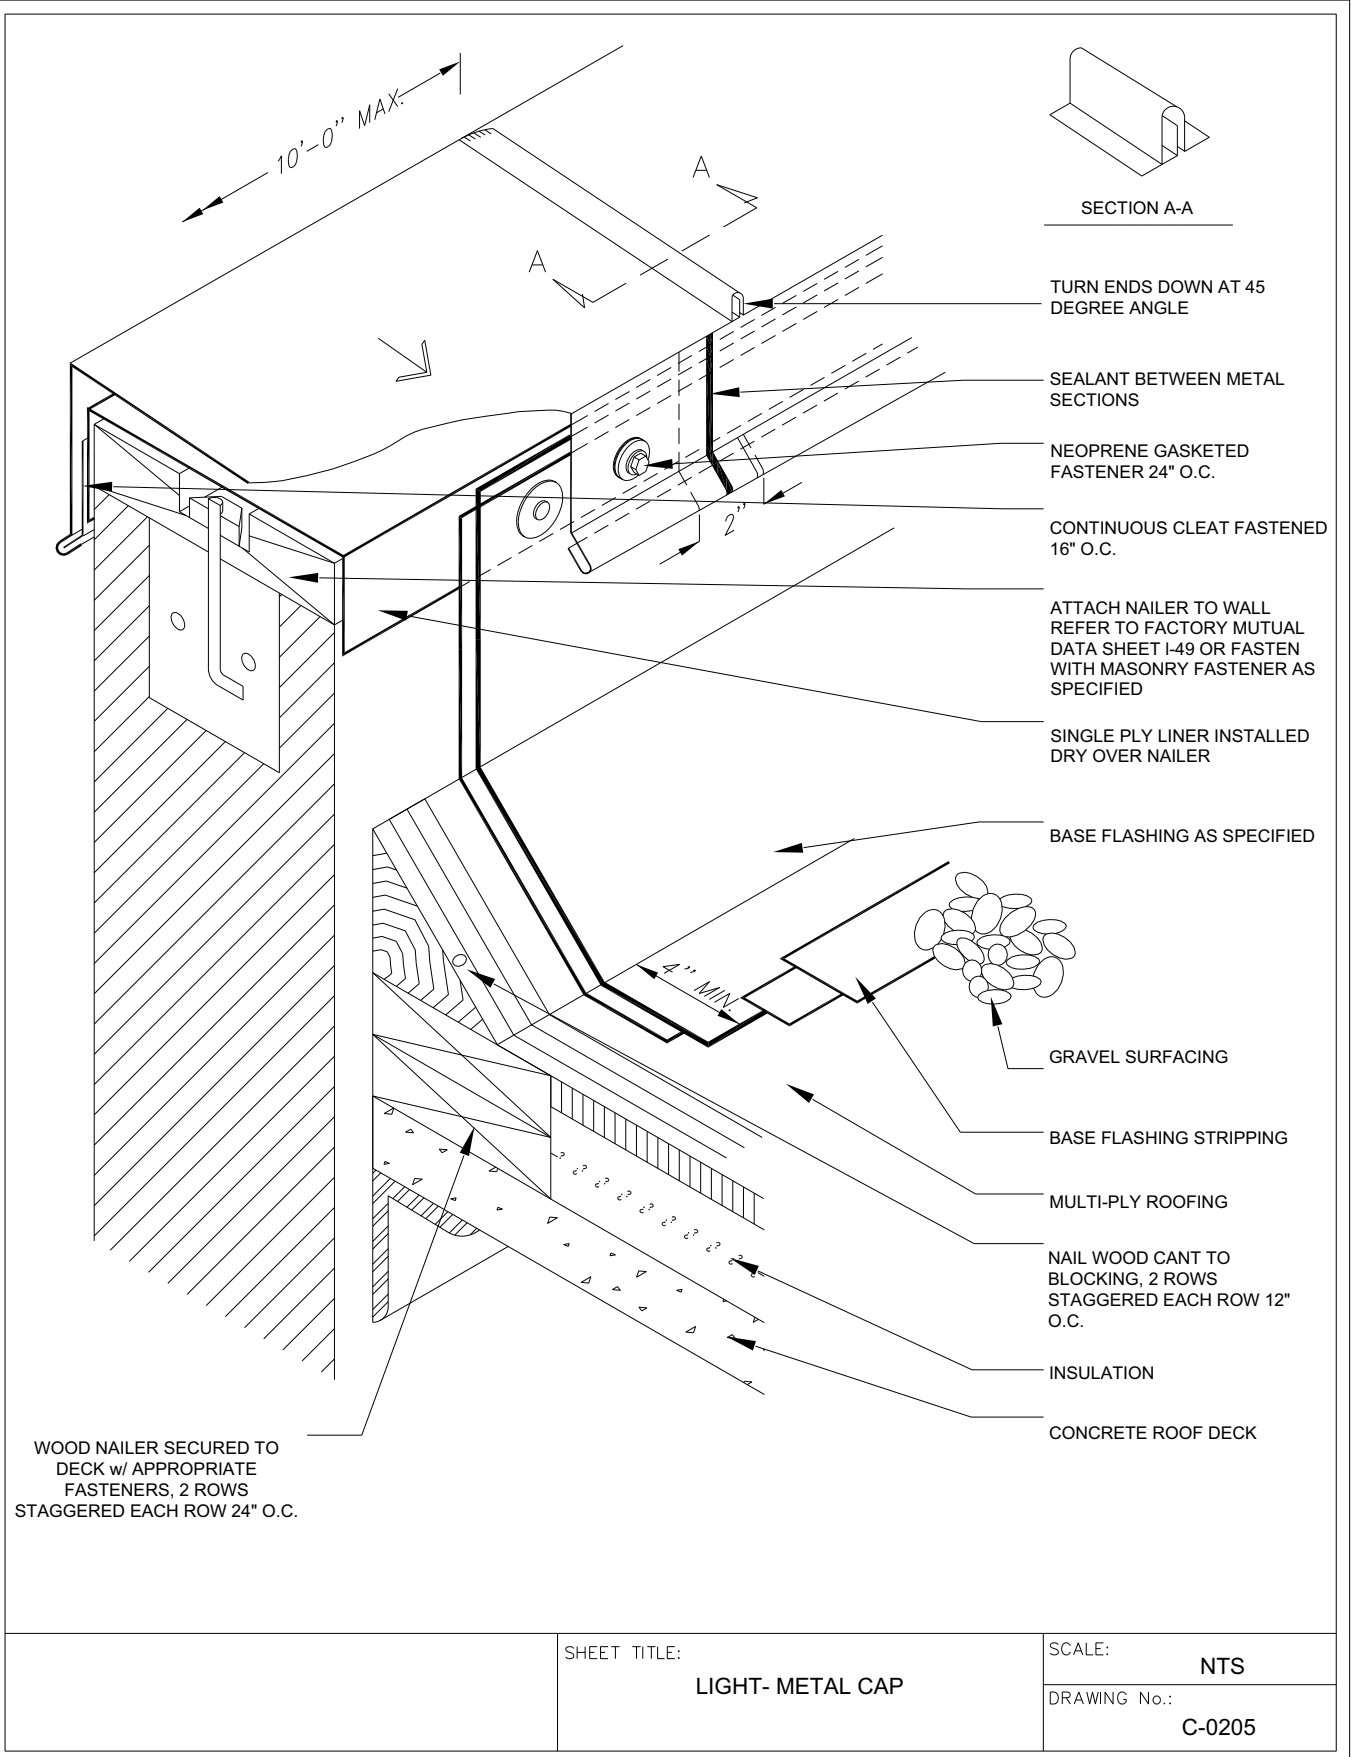 10'-0" MAX.
A
A
SECTION A-A
TURN ENDS DOWN AT 45
DEGREE ANGLE
SEALANT BETWEEN METAL
SECTIONS
NEOPRENE GASKETED
FASTENER 24" O.C.
2"
CONTINUOUS CLEAT FASTENED
16" O.C.
ATTACH NAILER TO WALL
REFER TO FACTORY MUTUAL
DATA SHEET I-49 OR FASTEN
WITH MASONRY FASTENER AS
SPECIFIED
SINGLE PLY LINER INSTALLED
DRY OVER NAILER
BASE FLASHING AS SPECIFIED
4" MIN.
GRAVEL SURFACING
BASE FLASHING STRIPPING
MULTI-PLY ROOFING
NAIL WOOD CANT TO
BLOCKING, 2 ROWS
STAGGERED EACH ROW 12"
O.C.
INSULATION
CONCRETE ROOF DECK
WOOD NAILER SECURED TO
DECK w/ APPROPRIATE
FASTENERS, 2 ROWS
STAGGERED EACH ROW 24" O.C.
SHEET TITLE:
LIGHT- METAL CAP
SCALE:
NTS
DRAWING No.:
C-0205